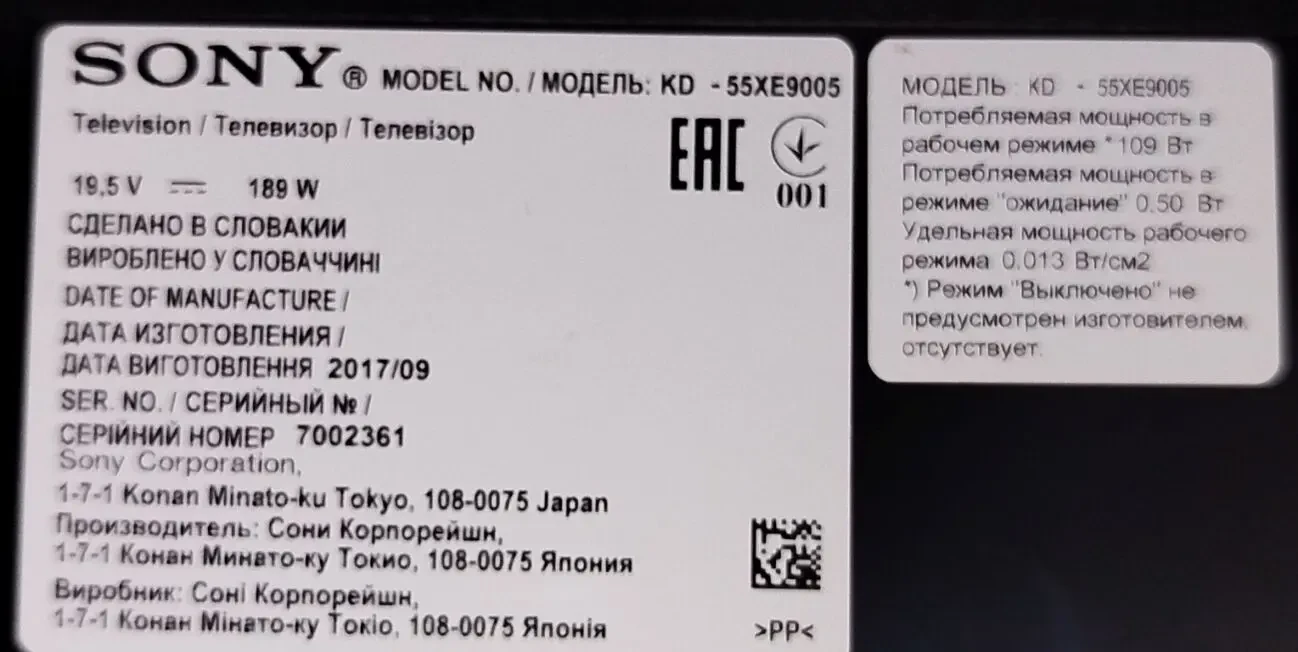 SONY® MODEL NO. / МОДЕЛЬ: KD - 55XE9005
Television / Телевизор / Телевізор
EAC
001
19,5 V 189 W
СДЕЛАНО В СЛОВАКИИ
ВИРОБЛЕНО У СЛОВАЧЧИНІ
DATE OF MANUFACTURE /
ДАТА ИЗГОТОВЛЕНИЯ /
ДАТА ВИГОТОВЛЕННЯ 2017/09
SER. NO. / СЕРИЙНЫЙ № /
СЕРІЙНИЙ НОМЕР 7002361
Sony Corporation,
1-7-1 Konan Minato-ku Tokyo, 108-0075 Japan
Производитель: Сони Корпорейшн,
1-7-1 Конан Минато-ку Токио, 108-0075 Япония
Виробник: Соні Корпорейшн,
1-7-1 Конан Мінато-ку Токіо, 108-0075 Японія
>PP<
МОДЕЛЬ: KD - 55XE9005
Потребляемая мощность в
рабочем режиме * 109 Вт
Потребляемая мощность в
режиме "ожидание" 0.50 Вт
Удельная мощность рабочего
режима 0.013 Вт/см2
*) Режим "Выключено" не
предусмотрен изготовителем.
отсутствует.